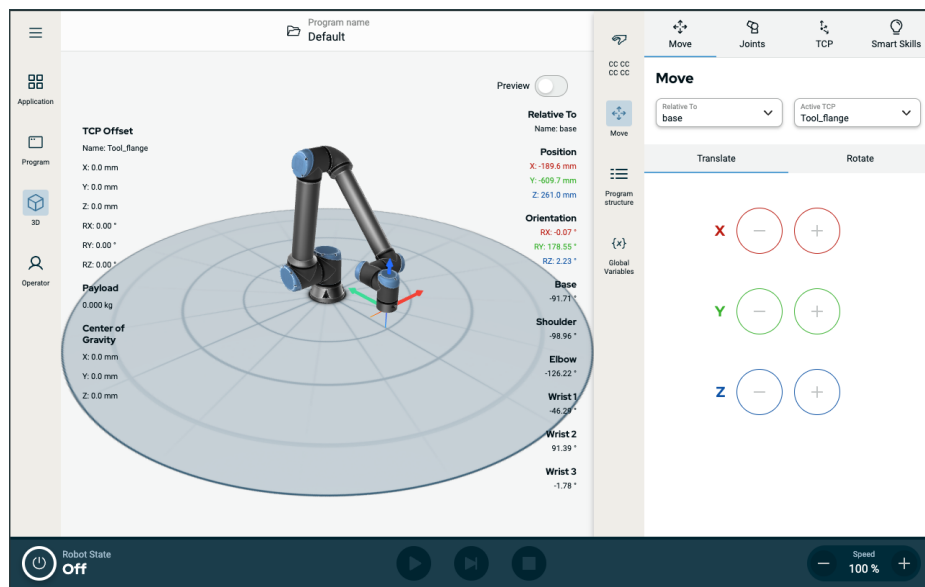 Program name
Default
Application
Program
3D
Operator
Preview
TCP Offset
Name: Tool_flange
X: 0.0 mm
Y: 0.0 mm
Z: 0.0 mm
RX: 0.00 °
RY: 0.00 °
RZ: 0.00 °
Payload
0.000 kg
Center of
Gravity
X: 0.0 mm
Y: 0.0 mm
Z: 0.0 mm
Relative To
Name: base
Position
X: -189.6 mm
Y: -609.7 mm
Z: 261.0 mm
Orientation
RX: -0.07 °
RY: 178.55 °
RZ: 2.23 °
Base
-91.71 °
Shoulder
-98.96 °
Elbow
-126.22 °
Wrist 1
-46.29 °
Wrist 2
91.39 °
Wrist 3
-1.78 °
CC CC
CC CC
Move
Program
structure
{x}
Global
Variables
Move
Joints
TCP
Smart Skills
Move
Relative To
base
Active TCP
Tool_flange
Translate
Rotate
X − +
Y − +
Z − +
Robot State
Off
Speed
− 100 % +